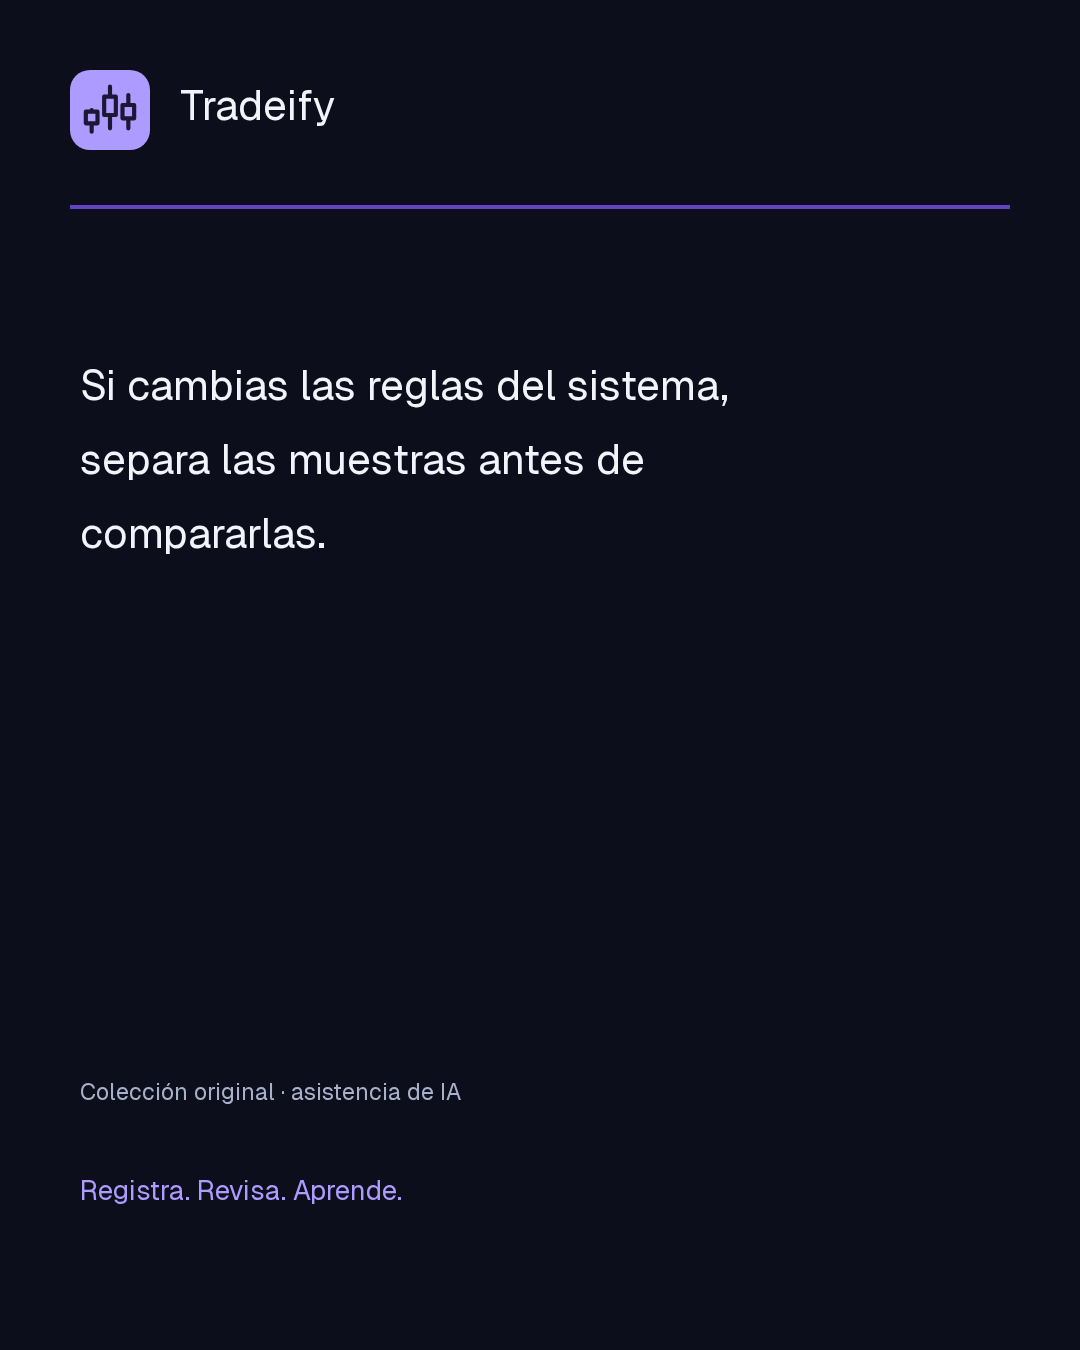 Tradeify
Si cambias las reglas del sistema,
separa las muestras antes de
compararlas.
Colección original · asistencia de IA
Registra. Revisa. Aprende.